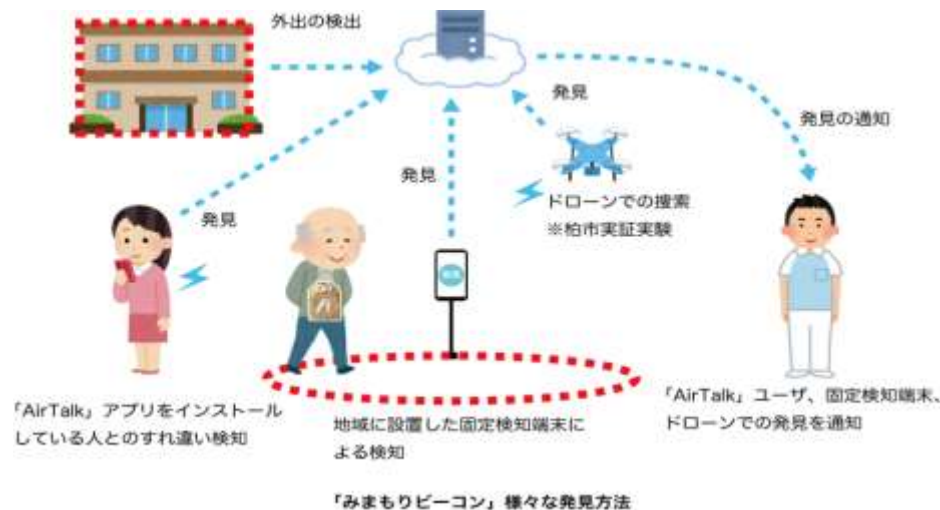 外出の検出
発見
発見の通知
発見
ドローンでの捜索
※柏市実証実験
発見
「AirTalk」アプリをインストール
している人とのすれ違い検知
地域に設置した固定検知端末に
よる検知
「AirTalk」ユーザ、固定検知端末、
ドローンでの発見を通知
「みまもりビーコン」様々な発見方法